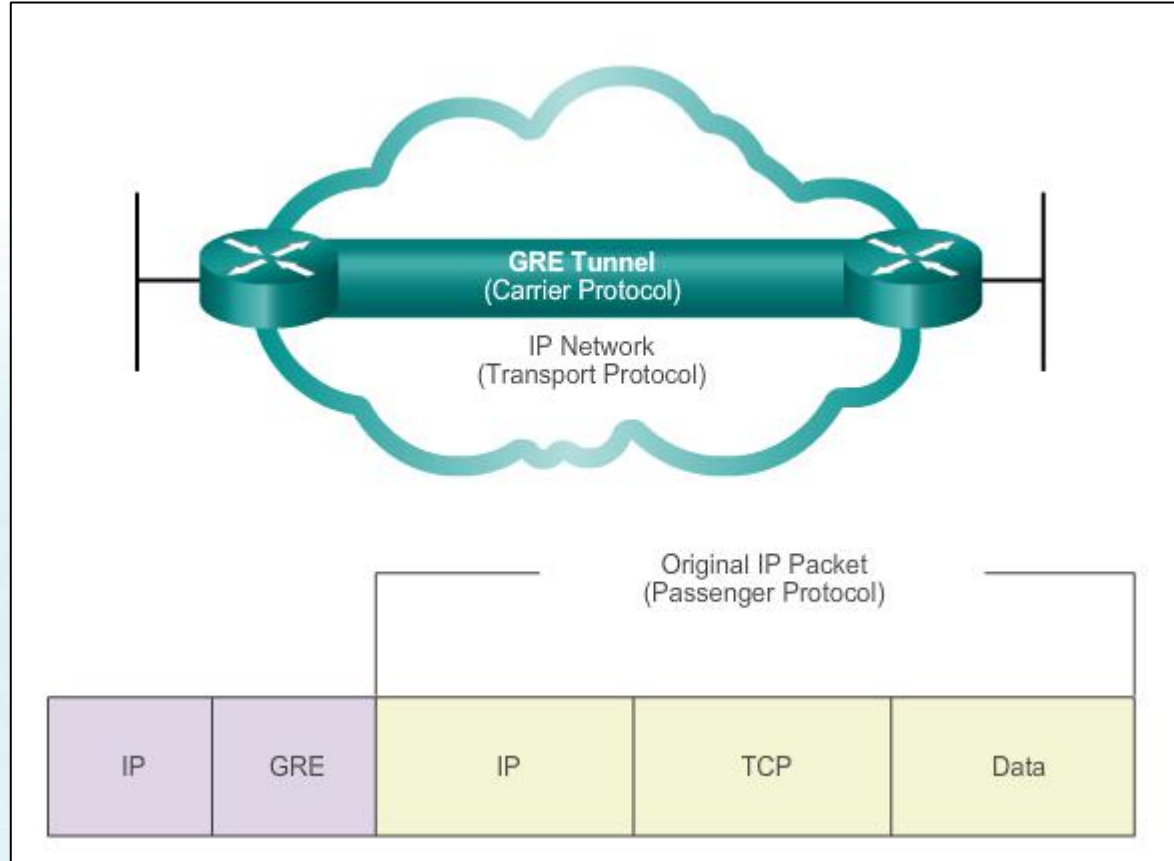 GRE Tunnel
(Carrier Protocol)
IP Network
(Transport Protocol)
Original IP Packet
(Passenger Protocol)
IP GRE IP TCP Data